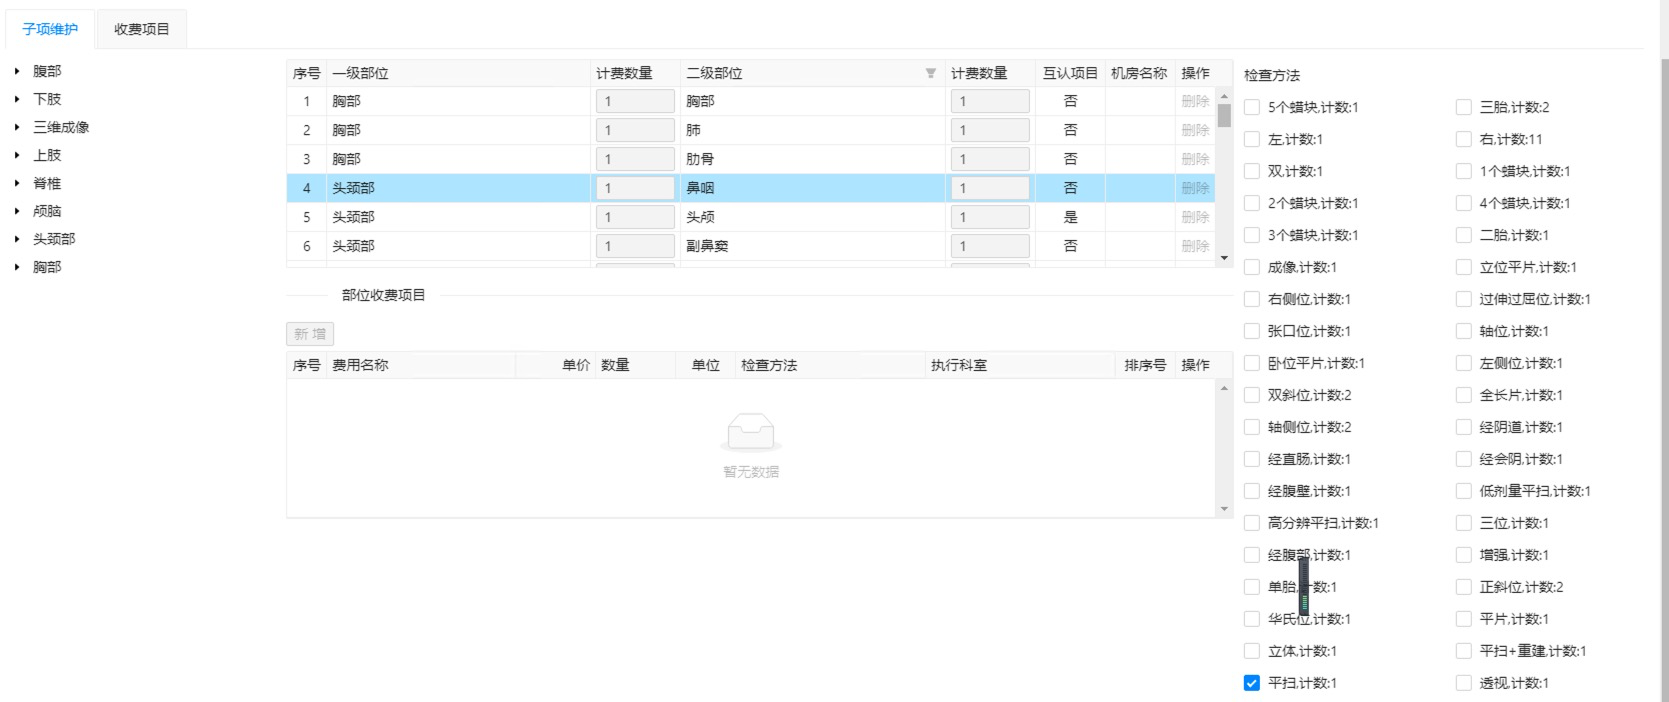 子项维护 收费项目
腹部
下肢
三维成像
上肢
脊椎
颅脑
头颈部
胸部
序号 一级部位 计费数量 二级部位 计费数量 互认项目 机房名称 操作
1 胸部 1 胸部 1 否 删除
2 胸部 1 肺 1 否 删除
3 胸部 1 肋骨 1 否 删除
4 头颈部 1 鼻咽 1 否 删除
5 头颈部 1 头颅 1 是 删除
6 头颈部 1 副鼻窦 1 否 删除
部位收费项目
新 增
序号 费用名称 单价 数量 单位 检查方法 执行科室 排序号 操作
暂无数据
检查方法
5个蜡块,计数:1 三胎,计数:2
左,计数:1 右,计数:11
双,计数:1 1个蜡块,计数:1
2个蜡块,计数:1 4个蜡块,计数:1
3个蜡块,计数:1 二胎,计数:1
成像,计数:1 立位平片,计数:1
右侧位,计数:1 过伸过屈位,计数:1
张口位,计数:1 轴位,计数:1
卧位平片,计数:1 左侧位,计数:1
双斜位,计数:2 全长片,计数:1
轴侧位,计数:2 经阴道,计数:1
经直肠,计数:1 经会阴,计数:1
经腹壁,计数:1 低剂量平扫,计数:1
高分辨平扫,计数:1 三位,计数:1
经腹部,计数:1 增强,计数:1
单胎,计数:1 正斜位,计数:2
华氏位,计数:1 平片,计数:1
立体,计数:1 平扫+重建,计数:1
平扫,计数:1 透视,计数:1